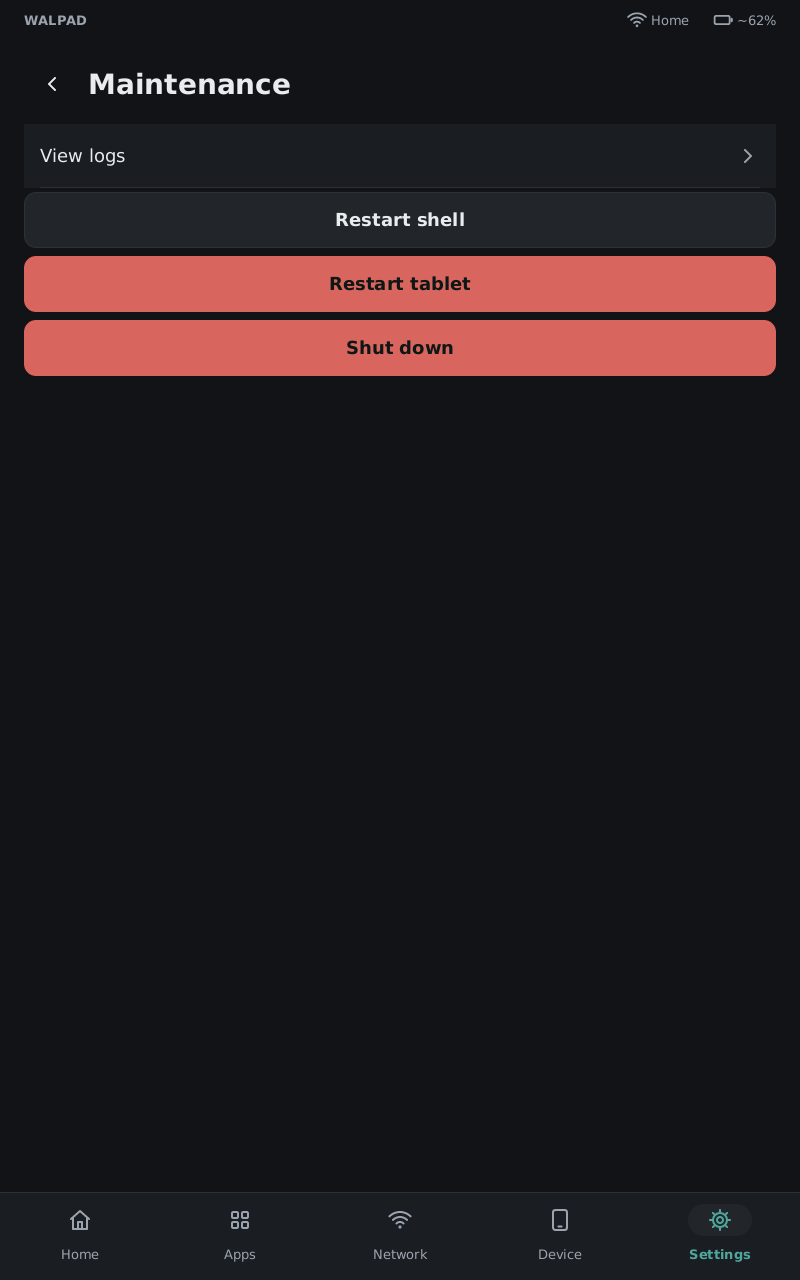 WALPAD
Home ~62%
Maintenance
View logs
Restart shell
Restart tablet
Shut down
Home Apps Network Device Settings